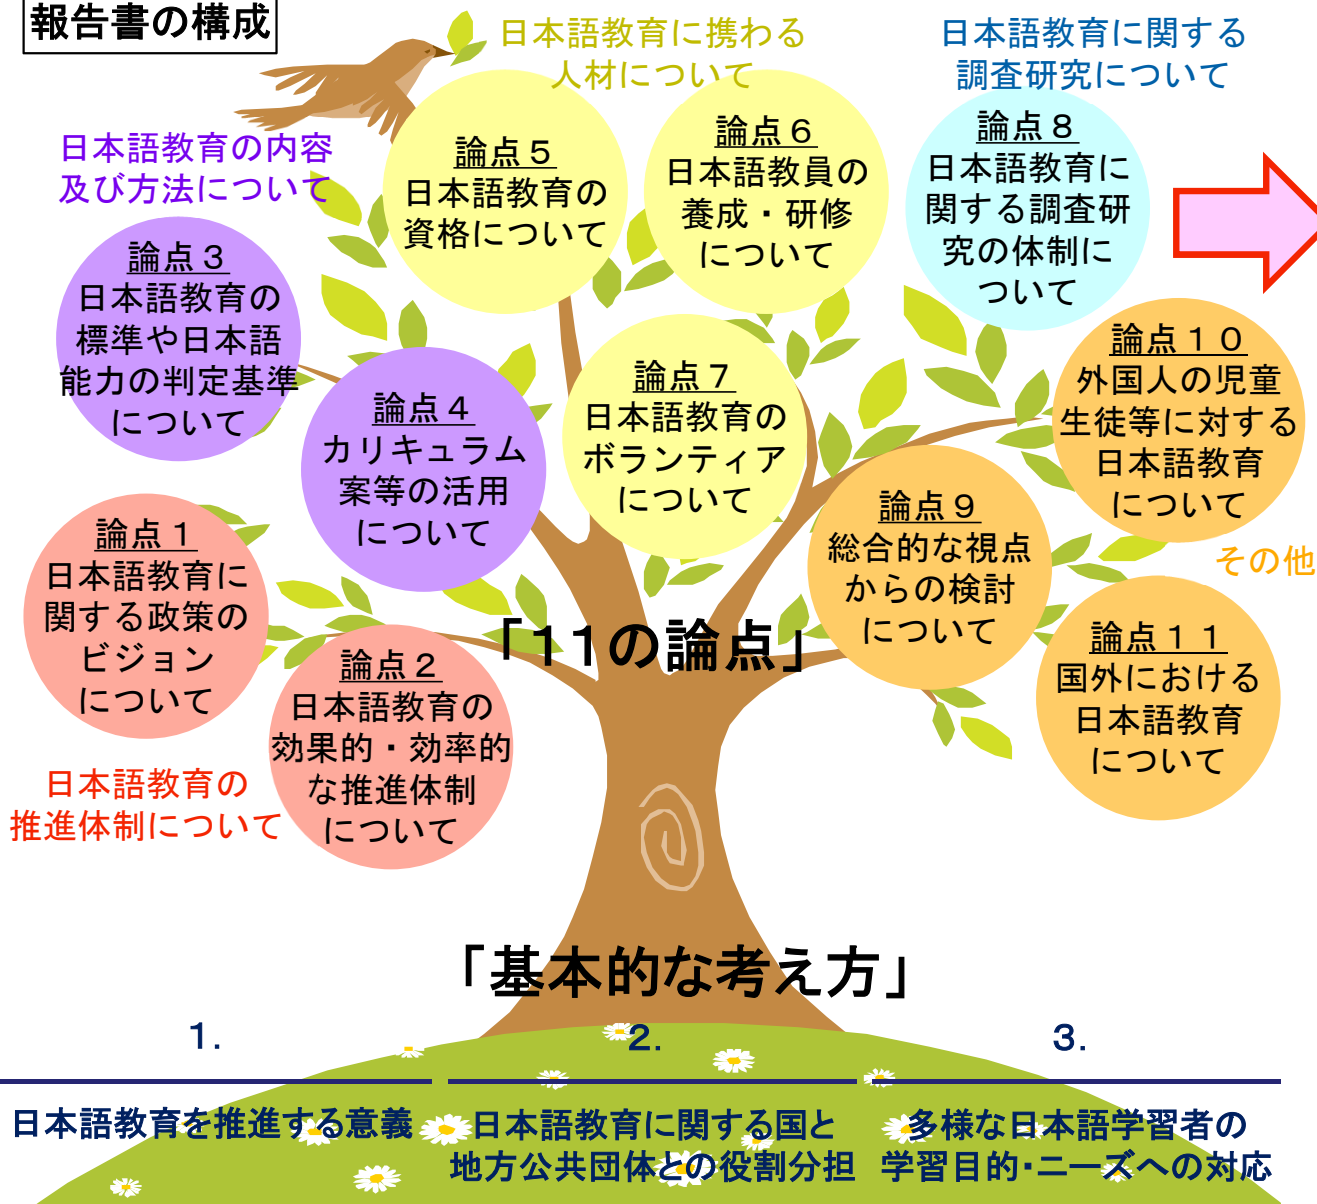 報告書の構成
日本語教育に携わる
人材について
日本語教育に関する
調査研究について
日本語教育の内容
及び方法について
論点５
日本語教育の
資格について
論点６
日本語教員の
養成・研修
について
論点８
日本語教育に
関する調査研
究の体制に
ついて
論点３
日本語教育の
標準や日本語
能力の判定基準
について
論点４
カリキュラム
案等の活用
について
論点７
日本語教育の
ボランティア
について
論点１０
外国人の児童
生徒等に対する
日本語教育
について
論点９
総合的な視点
からの検討
について
その他
論点１
日本語教育に
関する政策の
ビジョン
について
論点２
日本語教育の
効果的・効率的
な推進体制
について
「11の論点」
論点１１
国外における
日本語教育
について
日本語教育の
推進体制について
「基本的な考え方」
1.
日本語教育を推進する意義
2.
日本語教育に関する国と
地方公共団体との役割分担
3.
多様な日本語学習者の
学習目的・ニーズへの対応